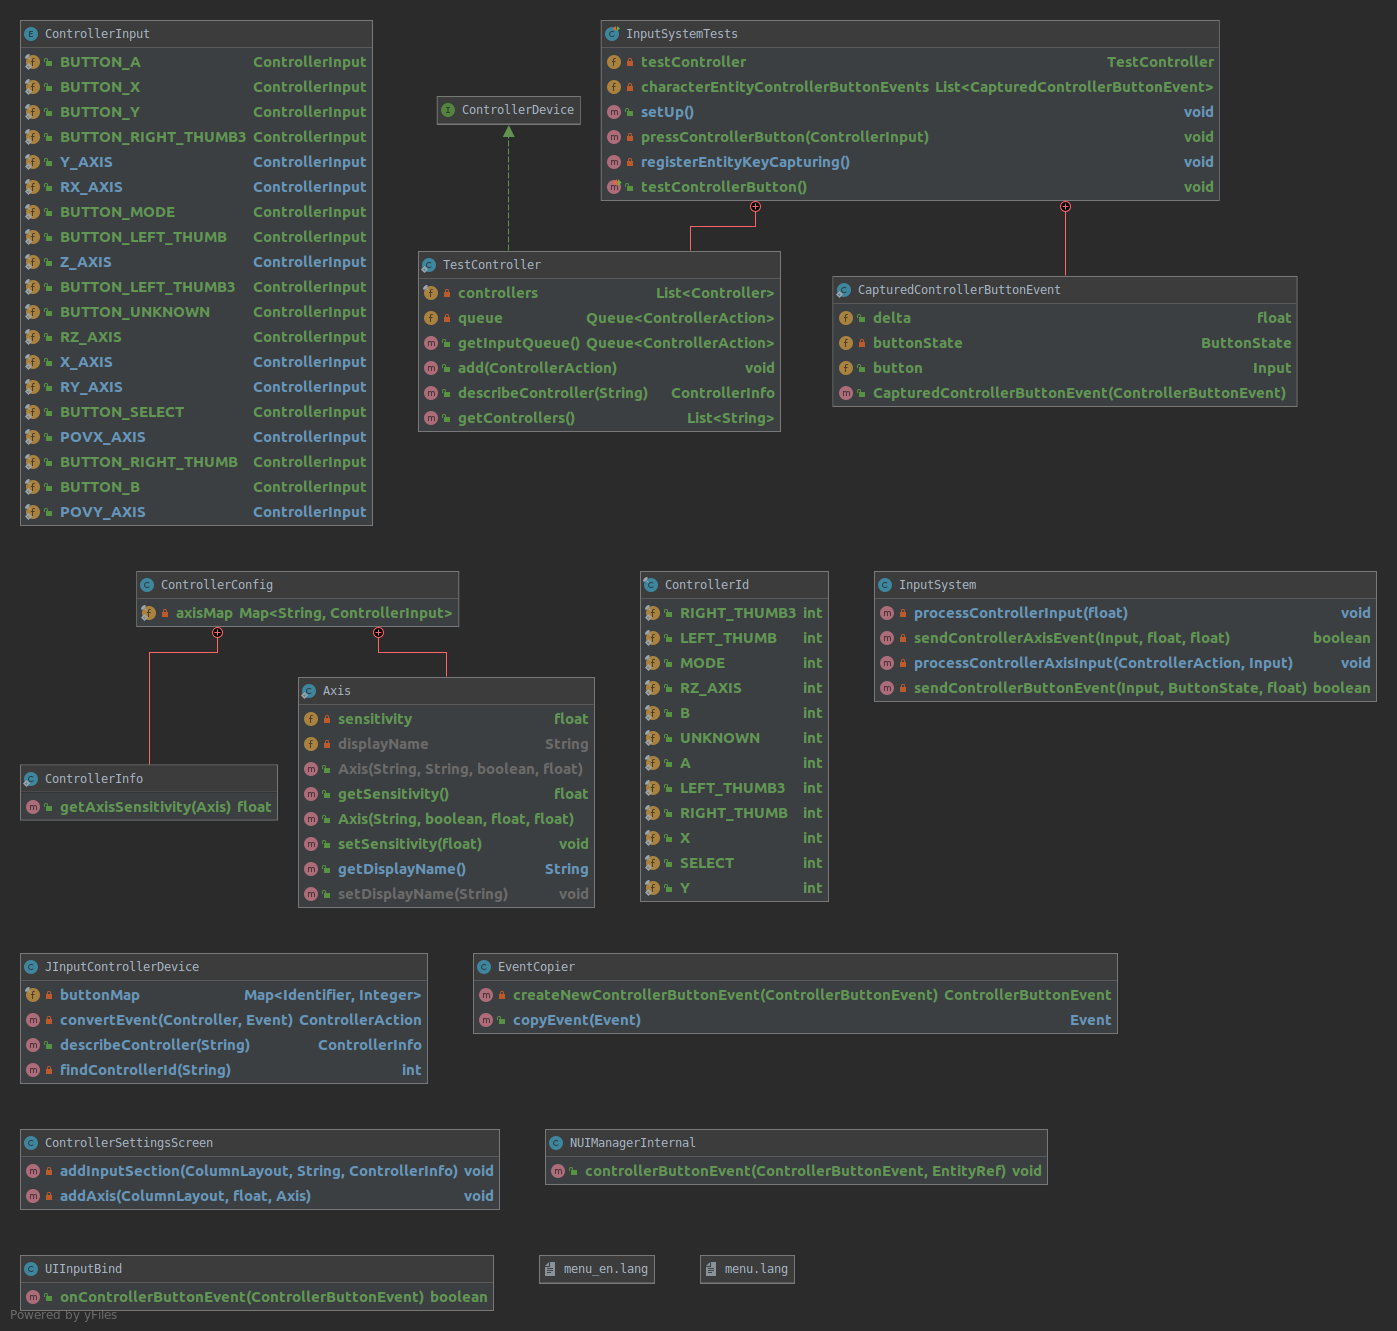 ControllerInput
BUTTON_A ControllerInput
BUTTON_X ControllerInput
BUTTON_Y ControllerInput
BUTTON_RIGHT_THUMB3 ControllerInput
Y_AXIS ControllerInput
RX_AXIS ControllerInput
BUTTON_MODE ControllerInput
BUTTON_LEFT_THUMB ControllerInput
Z_AXIS ControllerInput
BUTTON_LEFT_THUMB3 ControllerInput
BUTTON_UNKNOWN ControllerInput
RZ_AXIS ControllerInput
X_AXIS ControllerInput
RY_AXIS ControllerInput
BUTTON_SELECT ControllerInput
POVX_AXIS ControllerInput
BUTTON_RIGHT_THUMB ControllerInput
BUTTON_B ControllerInput
POVY_AXIS ControllerInput
ControllerDevice
InputSystemTests
testController TestController
characterEntityControllerButtonEvents List<CapturedControllerButtonEvent>
setUp() void
pressControllerButton(ControllerInput) void
registerEntityKeyCapturing() void
testControllerButton() void
TestController
controllers List<Controller>
queue Queue<ControllerAction>
getInputQueue() Queue<ControllerAction>
add(ControllerAction) void
describeController(String) ControllerInfo
getControllers() List<String>
CapturedControllerButtonEvent
delta float
buttonState ButtonState
button Input
CapturedControllerButtonEvent(ControllerButtonEvent)
ControllerConfig
axisMap Map<String, ControllerInput>
ControllerInfo
getAxisSensitivity(Axis) float
Axis
sensitivity float
displayName String
Axis(String, String, boolean, float)
getSensitivity() float
Axis(String, boolean, float, float)
setSensitivity(float) void
getDisplayName() String
setDisplayName(String) void
ControllerId
RIGHT_THUMB3 int
LEFT_THUMB int
MODE int
RZ_AXIS int
B int
UNKNOWN int
A int
LEFT_THUMB3 int
RIGHT_THUMB int
X int
SELECT int
Y int
InputSystem
processControllerInput(float) void
sendControllerAxisEvent(Input, float, float) boolean
processControllerAxisInput(ControllerAction, Input) void
sendControllerButtonEvent(Input, ButtonState, float) boolean
JInputControllerDevice
buttonMap Map<Identifier, Integer>
convertEvent(Controller, Event) ControllerAction
describeController(String) ControllerInfo
findControllerId(String) int
EventCopier
createNewControllerButtonEvent(ControllerButtonEvent) ControllerButtonEvent
copyEvent(Event) Event
ControllerSettingsScreen
addInputSection(ColumnLayout, String, ControllerInfo) void
addAxis(ColumnLayout, float, Axis) void
NUIManagerInternal
controllerButtonEvent(ControllerButtonEvent, EntityRef) void
UIInputBind
onControllerButtonEvent(ControllerButtonEvent) boolean
menu_en.lang
menu.lang
Powered by yFiles